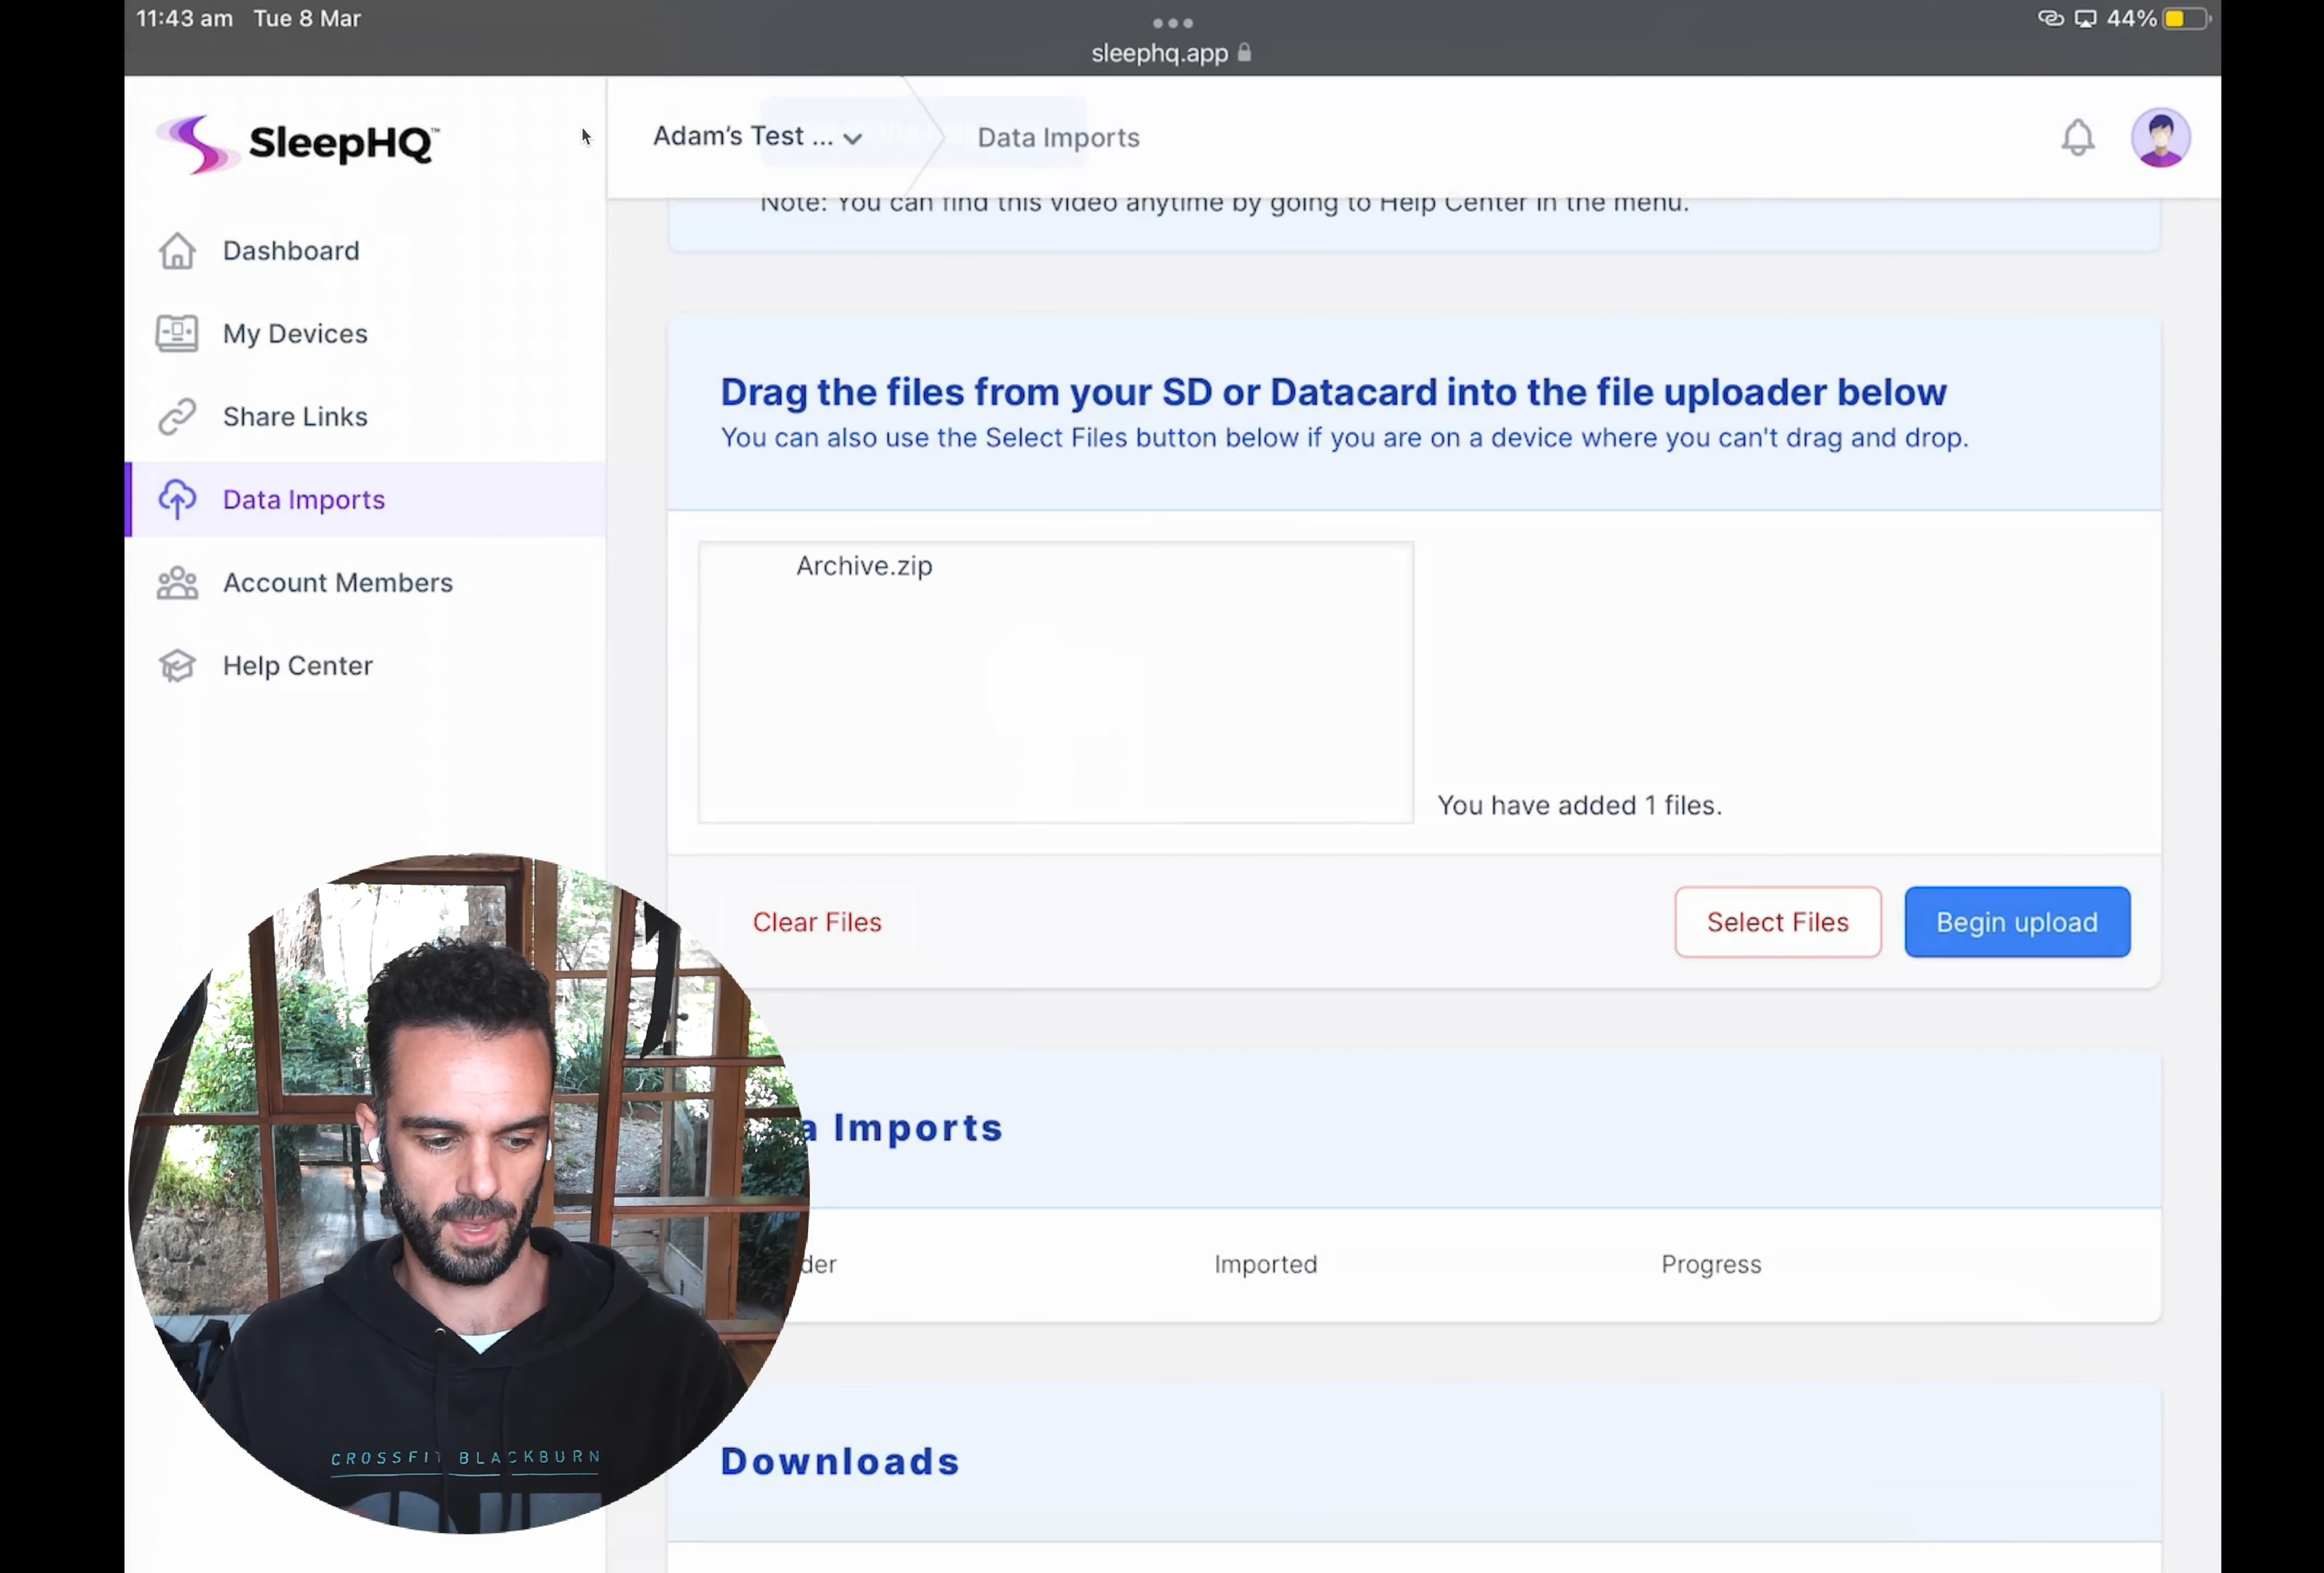 11:43 am Tue 8 Mar
44%
sleephq.app
SleepHQ™
Adam's Test ...
Data Imports
Note: You can find this video anytime by going to Help Center in the menu.
Dashboard
My Devices
Share Links
Data Imports
Account Members
Help Center
Drag the files from your SD or Datacard into the file uploader below
You can also use the Select Files button below if you are on a device where you can't drag and drop.
Archive.zip
You have added 1 files.
Clear Files
Select Files
Begin upload
a Imports
der
Imported
Progress
Downloads
CROSSFIT BLACKBURN